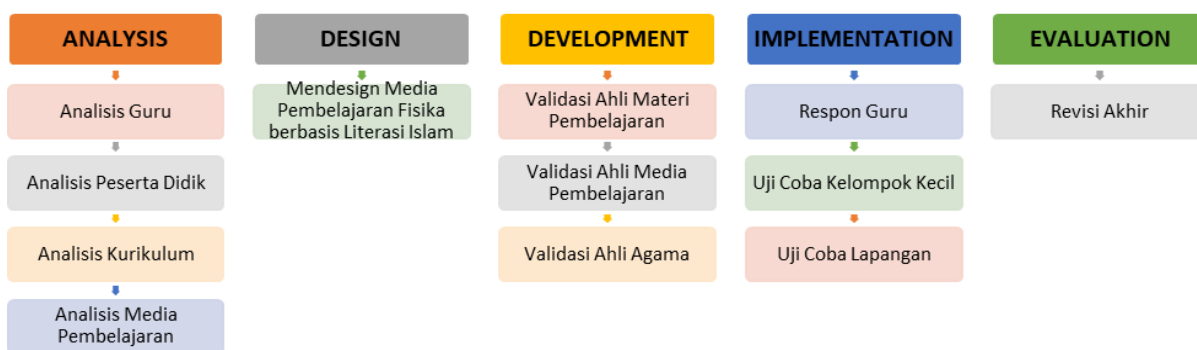 ANALYSIS
Analisis Guru
Analisis Peserta Didik
Analisis Kurikulum
Analisis Media
Pembelajaran
DESIGN
Mendesign Media
Pembelajaran Fisika
berbasis Literasi Islam
DEVELOPMENT
Validasi Ahli Materi
Pembelajaran
Validasi Ahli Media
Pembelajaran
Validasi Ahli Agama
IMPLEMENTATION
Respon Guru
Uji Coba Kelompok Kecil
Uji Coba Lapangan
EVALUATION
Revisi Akhir